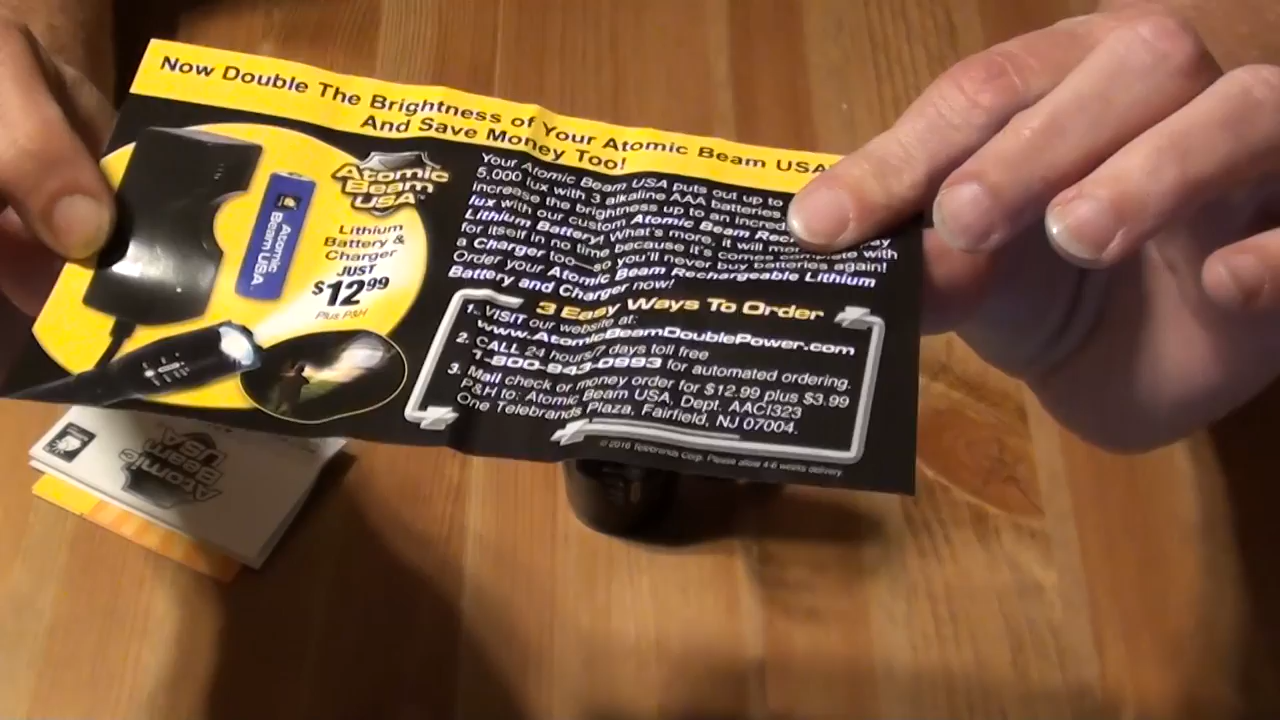 Now Double The Brightness of Your Atomic Beam USA
And Save Money Too!
Atomic
Beam
USA™
Lithium
Battery &
Charger
JUST
$12.99
Plus P&H
Atomic
Beam USA
Your Atomic Beam USA puts out up to
5,000 lux with 3 alkaline AAA batteries.
increase the brightness up to an
lux with our custom Atomic Beam
Lithium Battery! What's more, it will pay
for itself in no time because it's comes complete with
a Charger too—so you'll never buy batteries again!
Order your Atomic Beam Rechargeable Lithium
Battery and Charger now!
3 Easy Ways To Order
1. VISIT our website at:
www.AtomicBeamDoublePower.com
2. CALL 24 hours/7 days toll free
1-800-943-0993 for automated ordering.
3. Mail check or money order for $12.99 plus $3.99
P&H to: Atomic Beam USA, Dept. AACI323
One Telebrands Plaza, Fairfield, NJ 07004.
© 2016 Telebrands Corp. Please allow 4-6 weeks delivery.
Atomic
Beam
USA